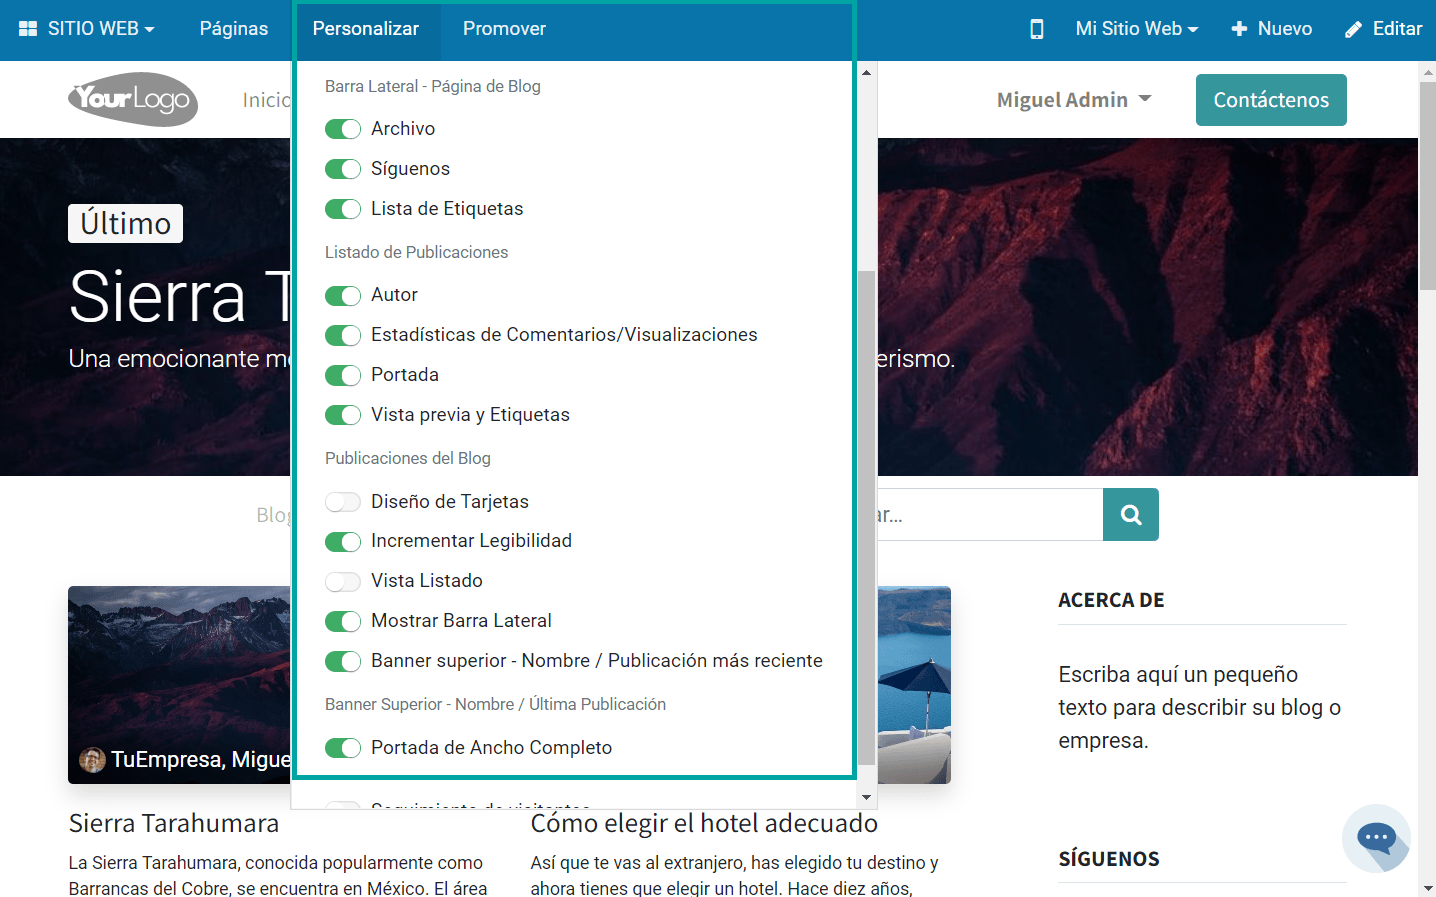 SITIO WEB
Páginas
Personalizar
Promover
Mi Sitio Web
Nuevo
Editar
YourLogo
Inicio
Miguel Admin
Contáctenos
Barra Lateral - Página de Blog
Archivo
Síguenos
Lista de Etiquetas
Listado de Publicaciones
Autor
Estadísticas de Comentarios/Visualizaciones
Portada
Vista previa y Etiquetas
Publicaciones del Blog
Diseño de Tarjetas
Incrementar Legibilidad
Vista Listado
Mostrar Barra Lateral
Banner superior - Nombre / Publicación más reciente
Banner Superior - Nombre / Última Publicación
Portada de Ancho Completo
Seguimiento de visitantes
Último
Sierra T
Una emocionante m
erismo.
Blog
ar...
TuEmpresa, Migue
Sierra Tarahumara
La Sierra Tarahumara, conocida popularmente como
Barrancas del Cobre, se encuentra en México. El área
Cómo elegir el hotel adecuado
Así que te vas al extranjero, has elegido tu destino y
ahora tienes que elegir un hotel. Hace diez años,
ACERCA DE
Escriba aquí un pequeño
texto para describir su blog o
empresa.
SÍGUENOS